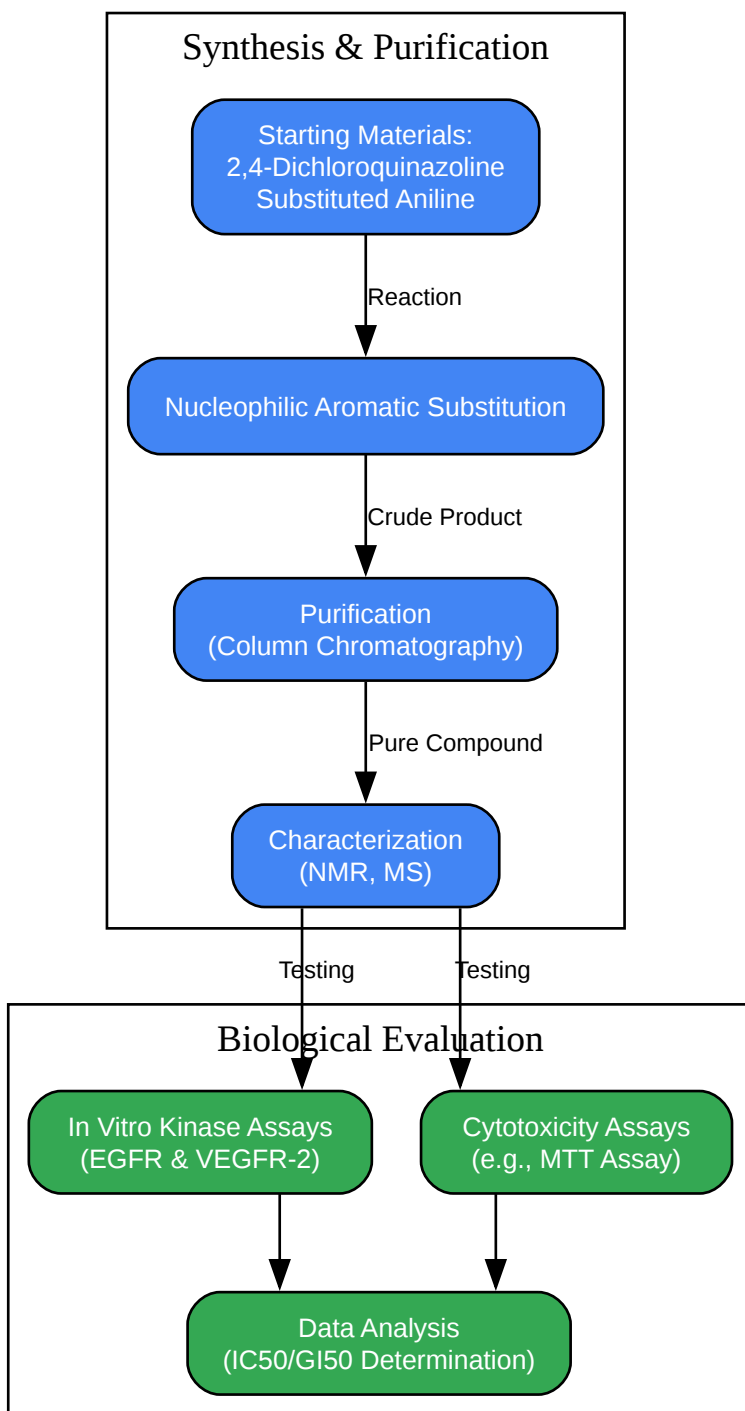 Synthesis & Purification
Starting Materials:
2,4-Dichloroquinazoline
Substituted Aniline
Reaction
Nucleophilic Aromatic Substitution
Crude Product
Purification
(Column Chromatography)
Pure Compound
Characterization
(NMR, MS)
Testing
Testing
Biological Evaluation
In Vitro Kinase Assays
(EGFR & VEGFR-2)
Cytotoxicity Assays
(e.g., MTT Assay)
Data Analysis
(IC50/GI50 Determination)